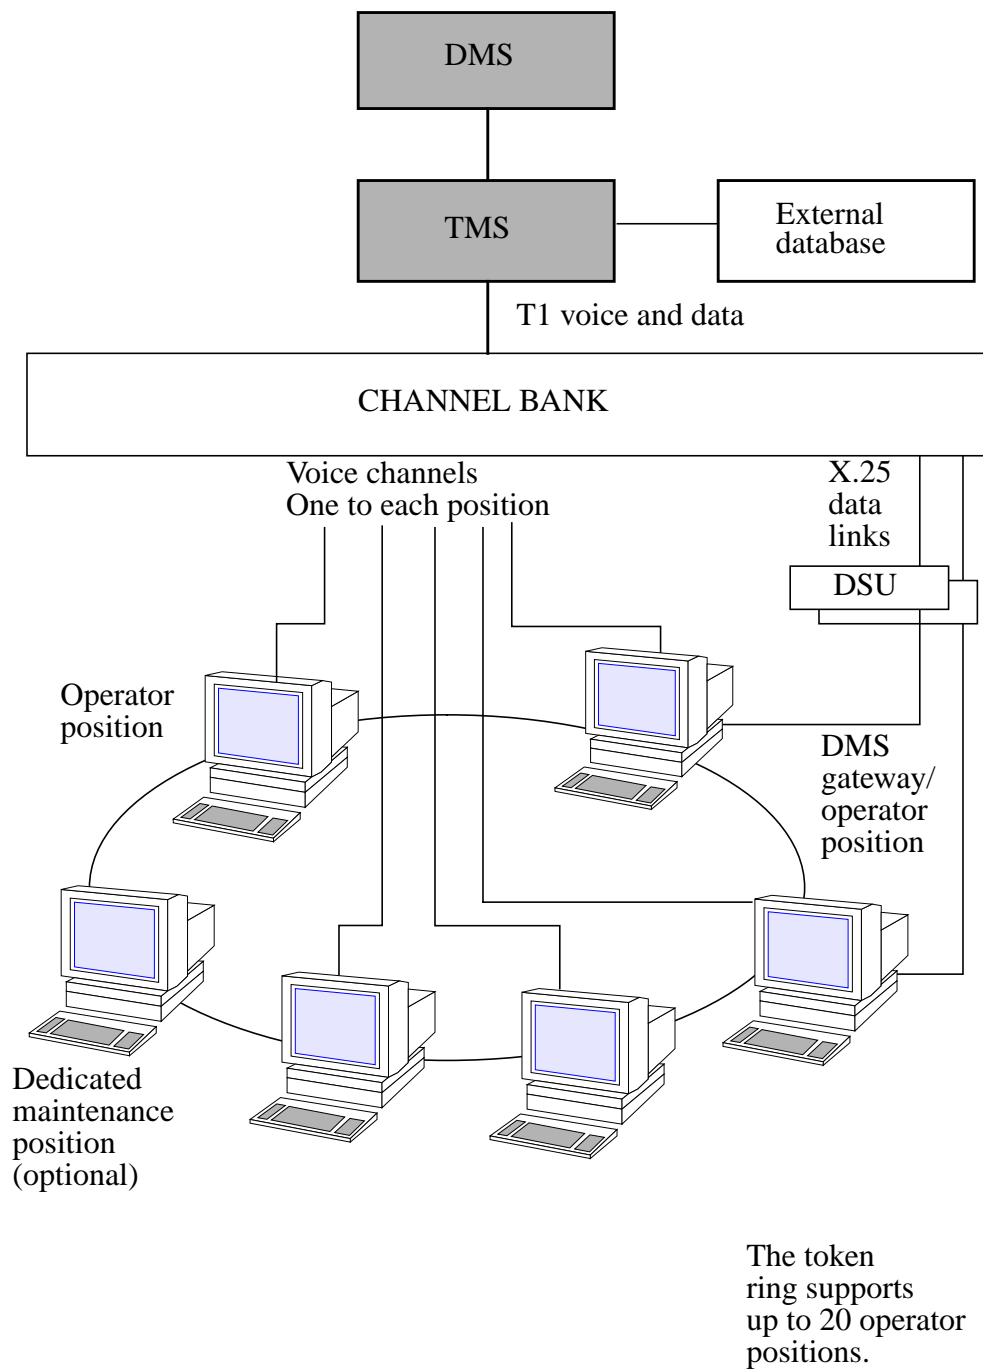 DMS
TMS
External
database
T1 voice and data
CHANNEL BANK
Voice channels
One to each position
X.25
data
links
DSU
Operator
position
DMS
gateway/
operator
position
Dedicated
maintenance
position
(optional)
The token
ring supports
up to 20 operator
positions.